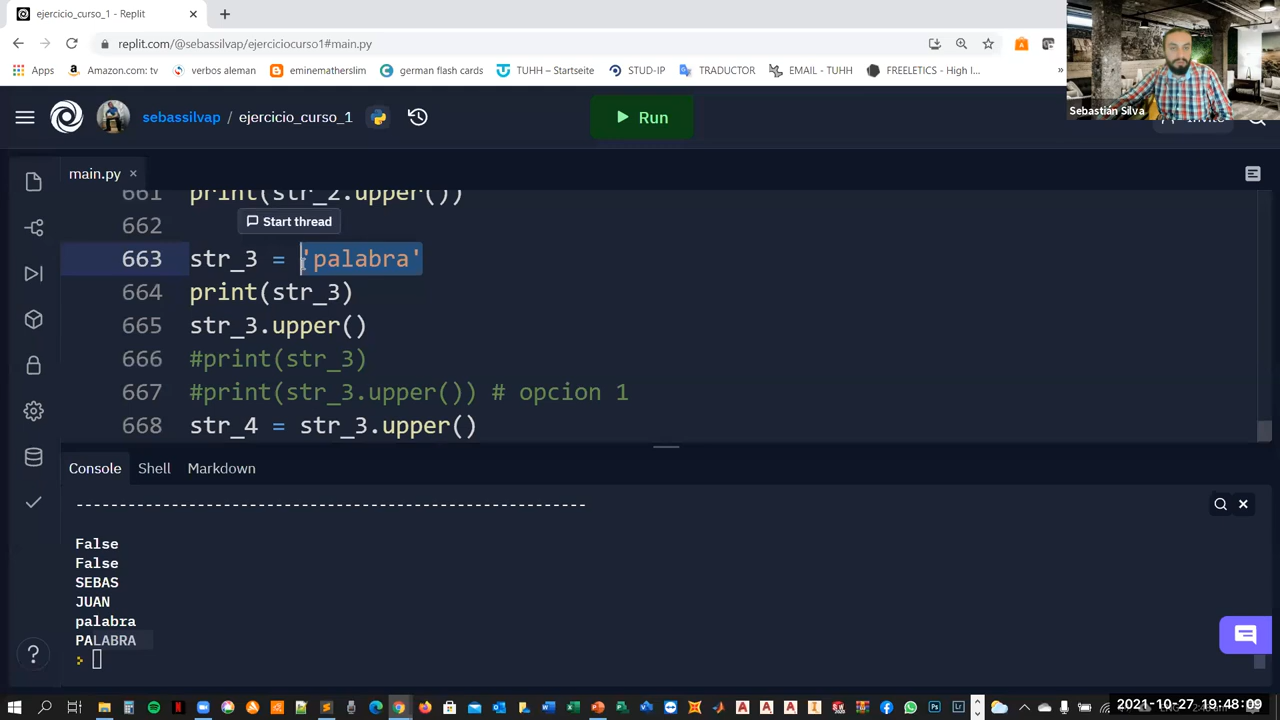 ejercicio_curso_1 - Replit
replit.com/@sebassilvap/ejerciciocurso1#main.py
Apps
Amazon.com: tv
verbos aleman
eminematherslim
german flash cards
TUHH – Startseite
STUD-IP
TRADUCTOR
EMAIL - TUHH
FREELETICS - High I...
»
Sebastián Silva
sebassilvap / ejercicio_curso_1
Run
main.py
661 print(str_2.upper())
662
Start thread
663 str_3 = 'palabra'
664 print(str_3)
665 str_3.upper()
666 #print(str_3)
667 #print(str_3.upper()) # opcion 1
668 str_4 = str_3.upper()
Console
Shell
Markdown
------------------------------------------------------------
False
False
SEBAS
JUAN
palabra
PALABRA
2021-10-27 19:48:09